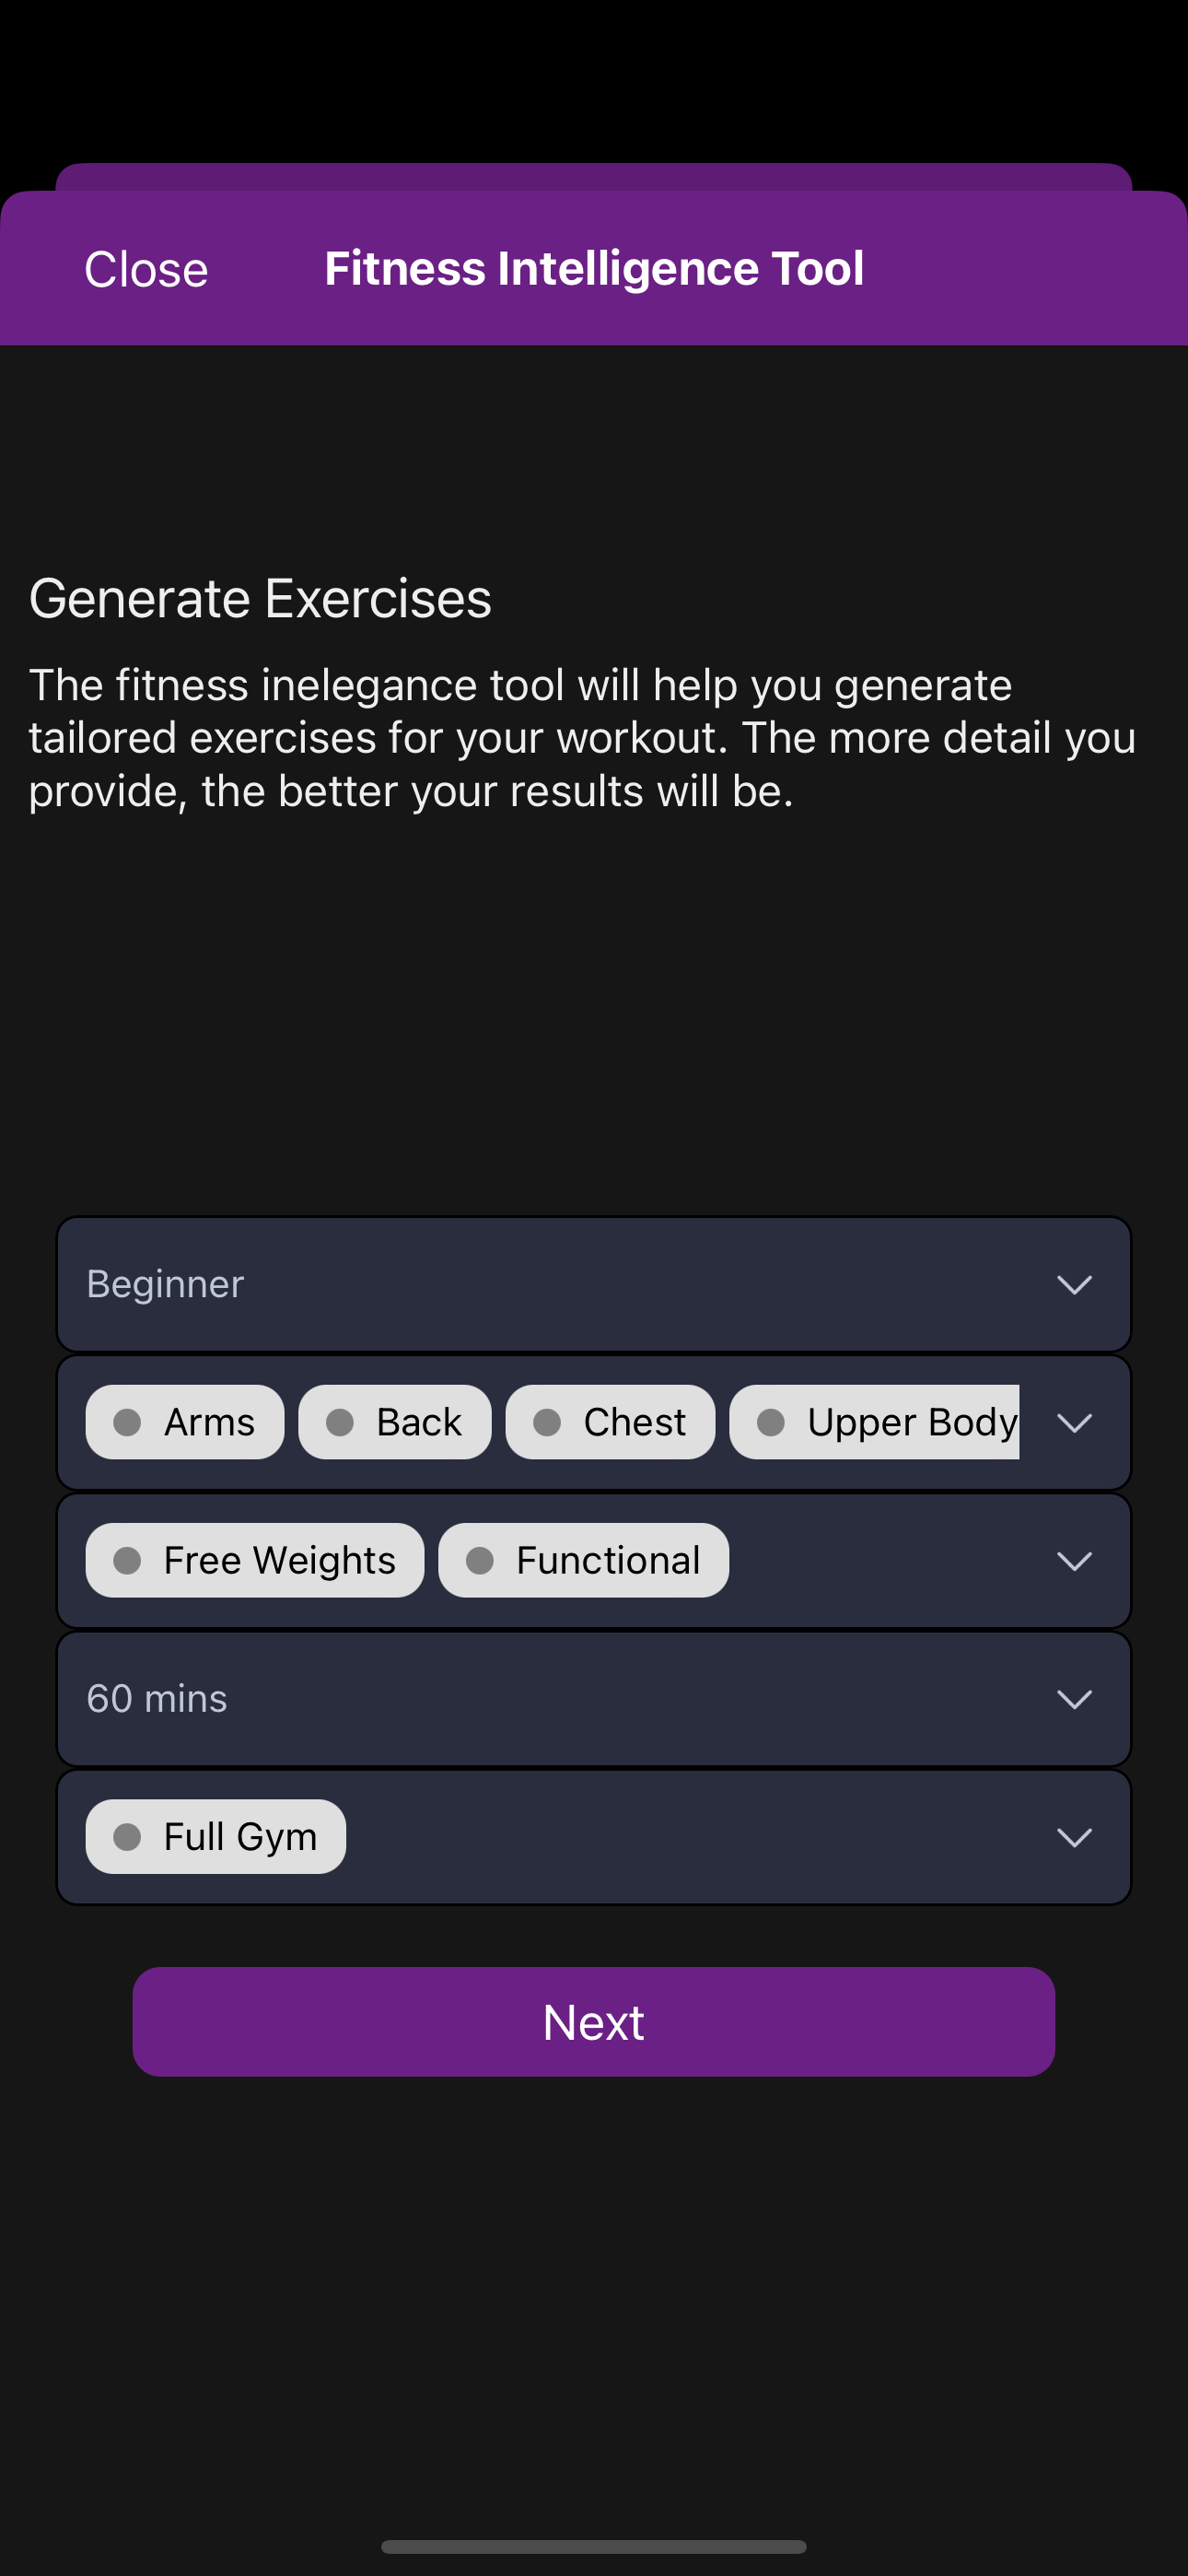 Close Fitness Intelligence Tool
Generate Exercises
The fitness inelegance tool will help you generate
tailored exercises for your workout. The more detail you
provide, the better your results will be.
Beginner
Arms Back Chest Upper Body
Free Weights Functional
60 mins
Full Gym
Next